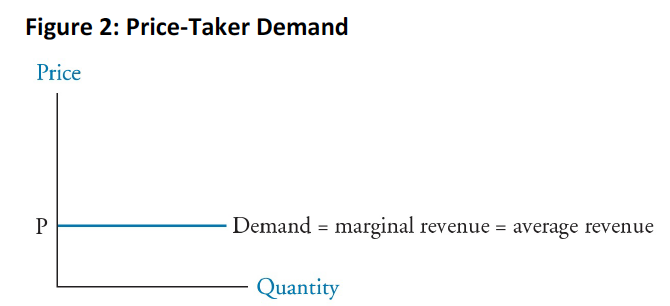 Figure 2: Price-Taker Demand
Price
P
Demand = marginal revenue = average revenue
Quantity